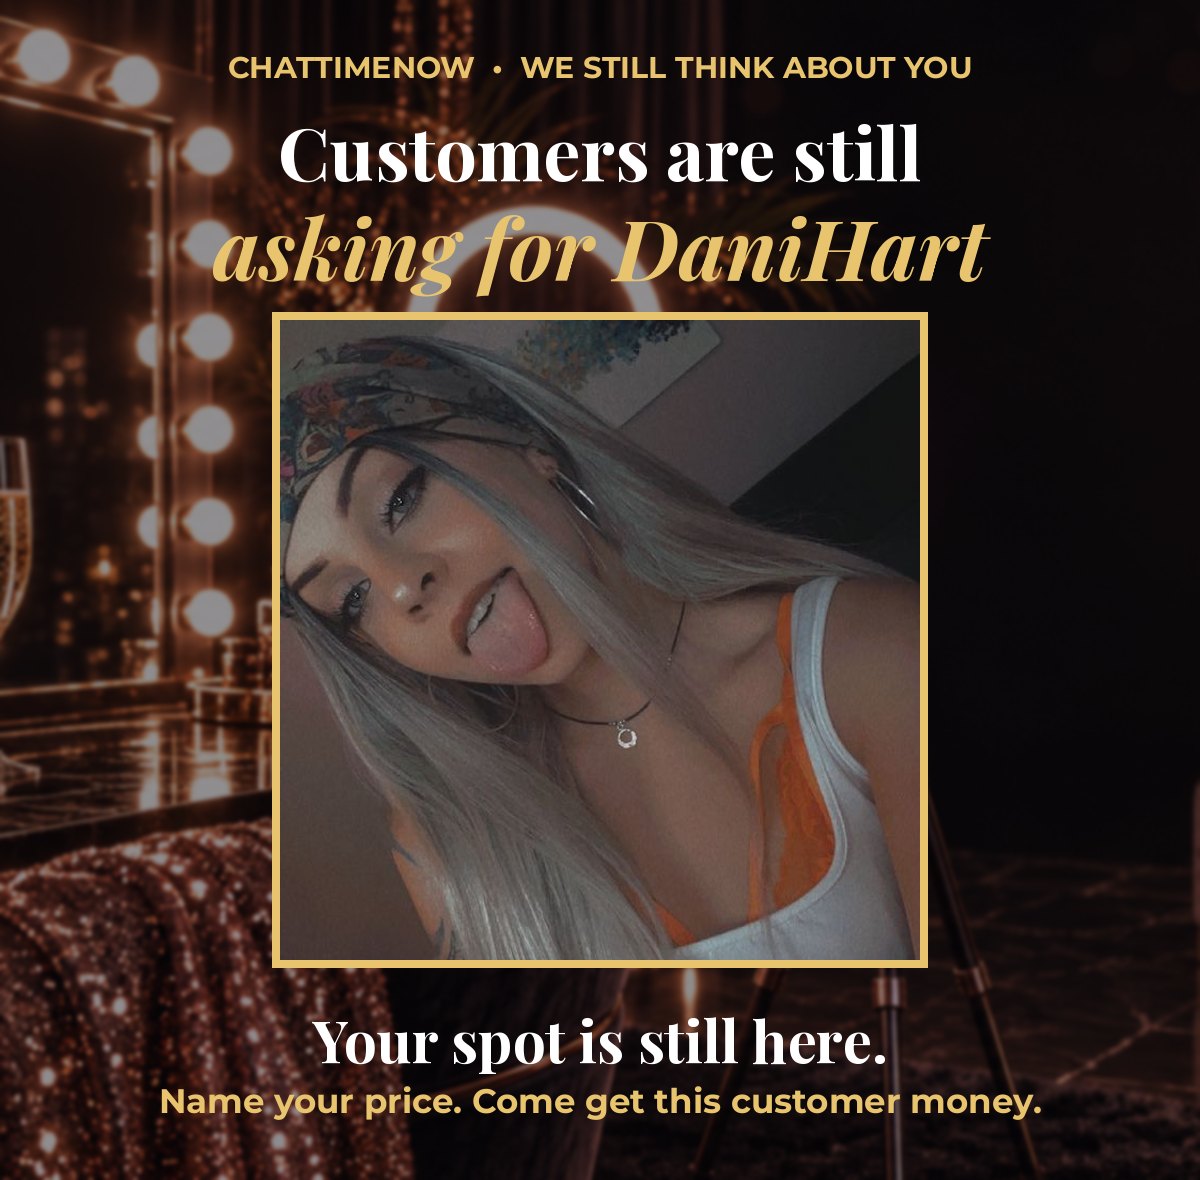 CHATTIMENOW • WE STILL THINK ABOUT YOU
Customers are still
asking for DaniHart
Your spot is still here.
Name your price. Come get this customer money.